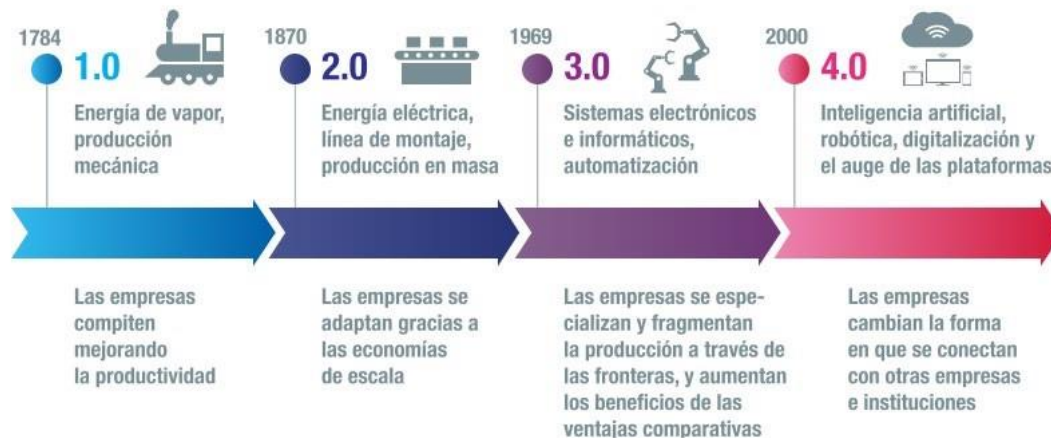 1784
1.0
Energía de vapor,
producción
mecánica
Las empresas
compiten
mejorando
la productividad
1870
2.0
Energía eléctrica,
línea de montaje,
producción en masa
Las empresas se
adaptan gracias a
las economías
de escala
1969
3.0
Sistemas electrónicos
e informáticos,
automatización
Las empresas se espe-
cializan y fragmentan
la producción a través de
las fronteras, y aumentan
los beneficios de las
ventajas comparativas
2000
4.0
Inteligencia artificial,
robótica, digitalización y
el auge de las plataformas
Las empresas
cambian la forma
en que se conectan
con otras empresas
e instituciones